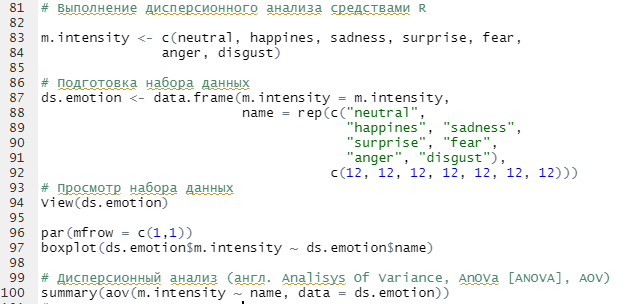 81 # Выполнение дисперсионного анализа средствами R
82
83 m.intensity <- c(neutral, happines, sadness, surprise, fear,
84                anger, disgust)
85
86 # Подготовка набора данных
87 ds.emotion <- data.frame(m.intensity = m.intensity,
88                          name = rep(c("neutral",
89                                       "happines", "sadness",
90                                       "surprise", "fear",
91                                       "anger", "disgust"),
92                                     c(12, 12, 12, 12, 12, 12, 12)))
93 # Просмотр набора данных
94 View(ds.emotion)
95
96 par(mfrow = c(1,1))
97 boxplot(ds.emotion$m.intensity ~ ds.emotion$name)
98
99 # Дисперсионный анализ (англ. Analisys Of Variance, AnOVa [ANOVA], AOV)
100 summary(aov(m.intensity ~ name, data = ds.emotion))